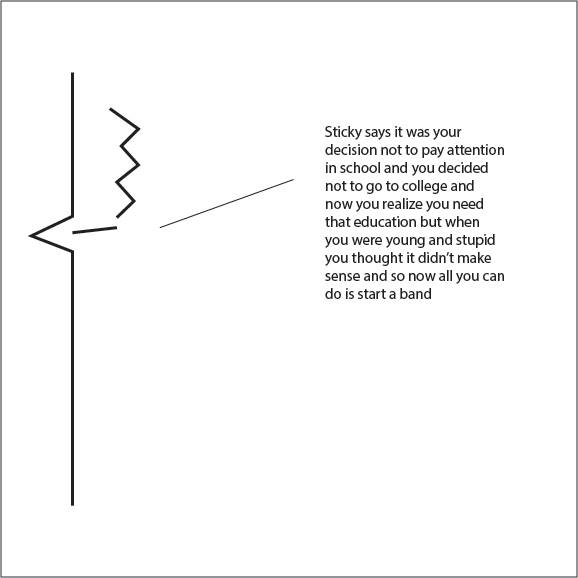 Sticky says it was your
decision not to pay attention
in school and you decided
not to go to college and
now you realize you need
that education but when
you were young and stupid
you thought it didn't make
sense and so now all you can
do is start a band